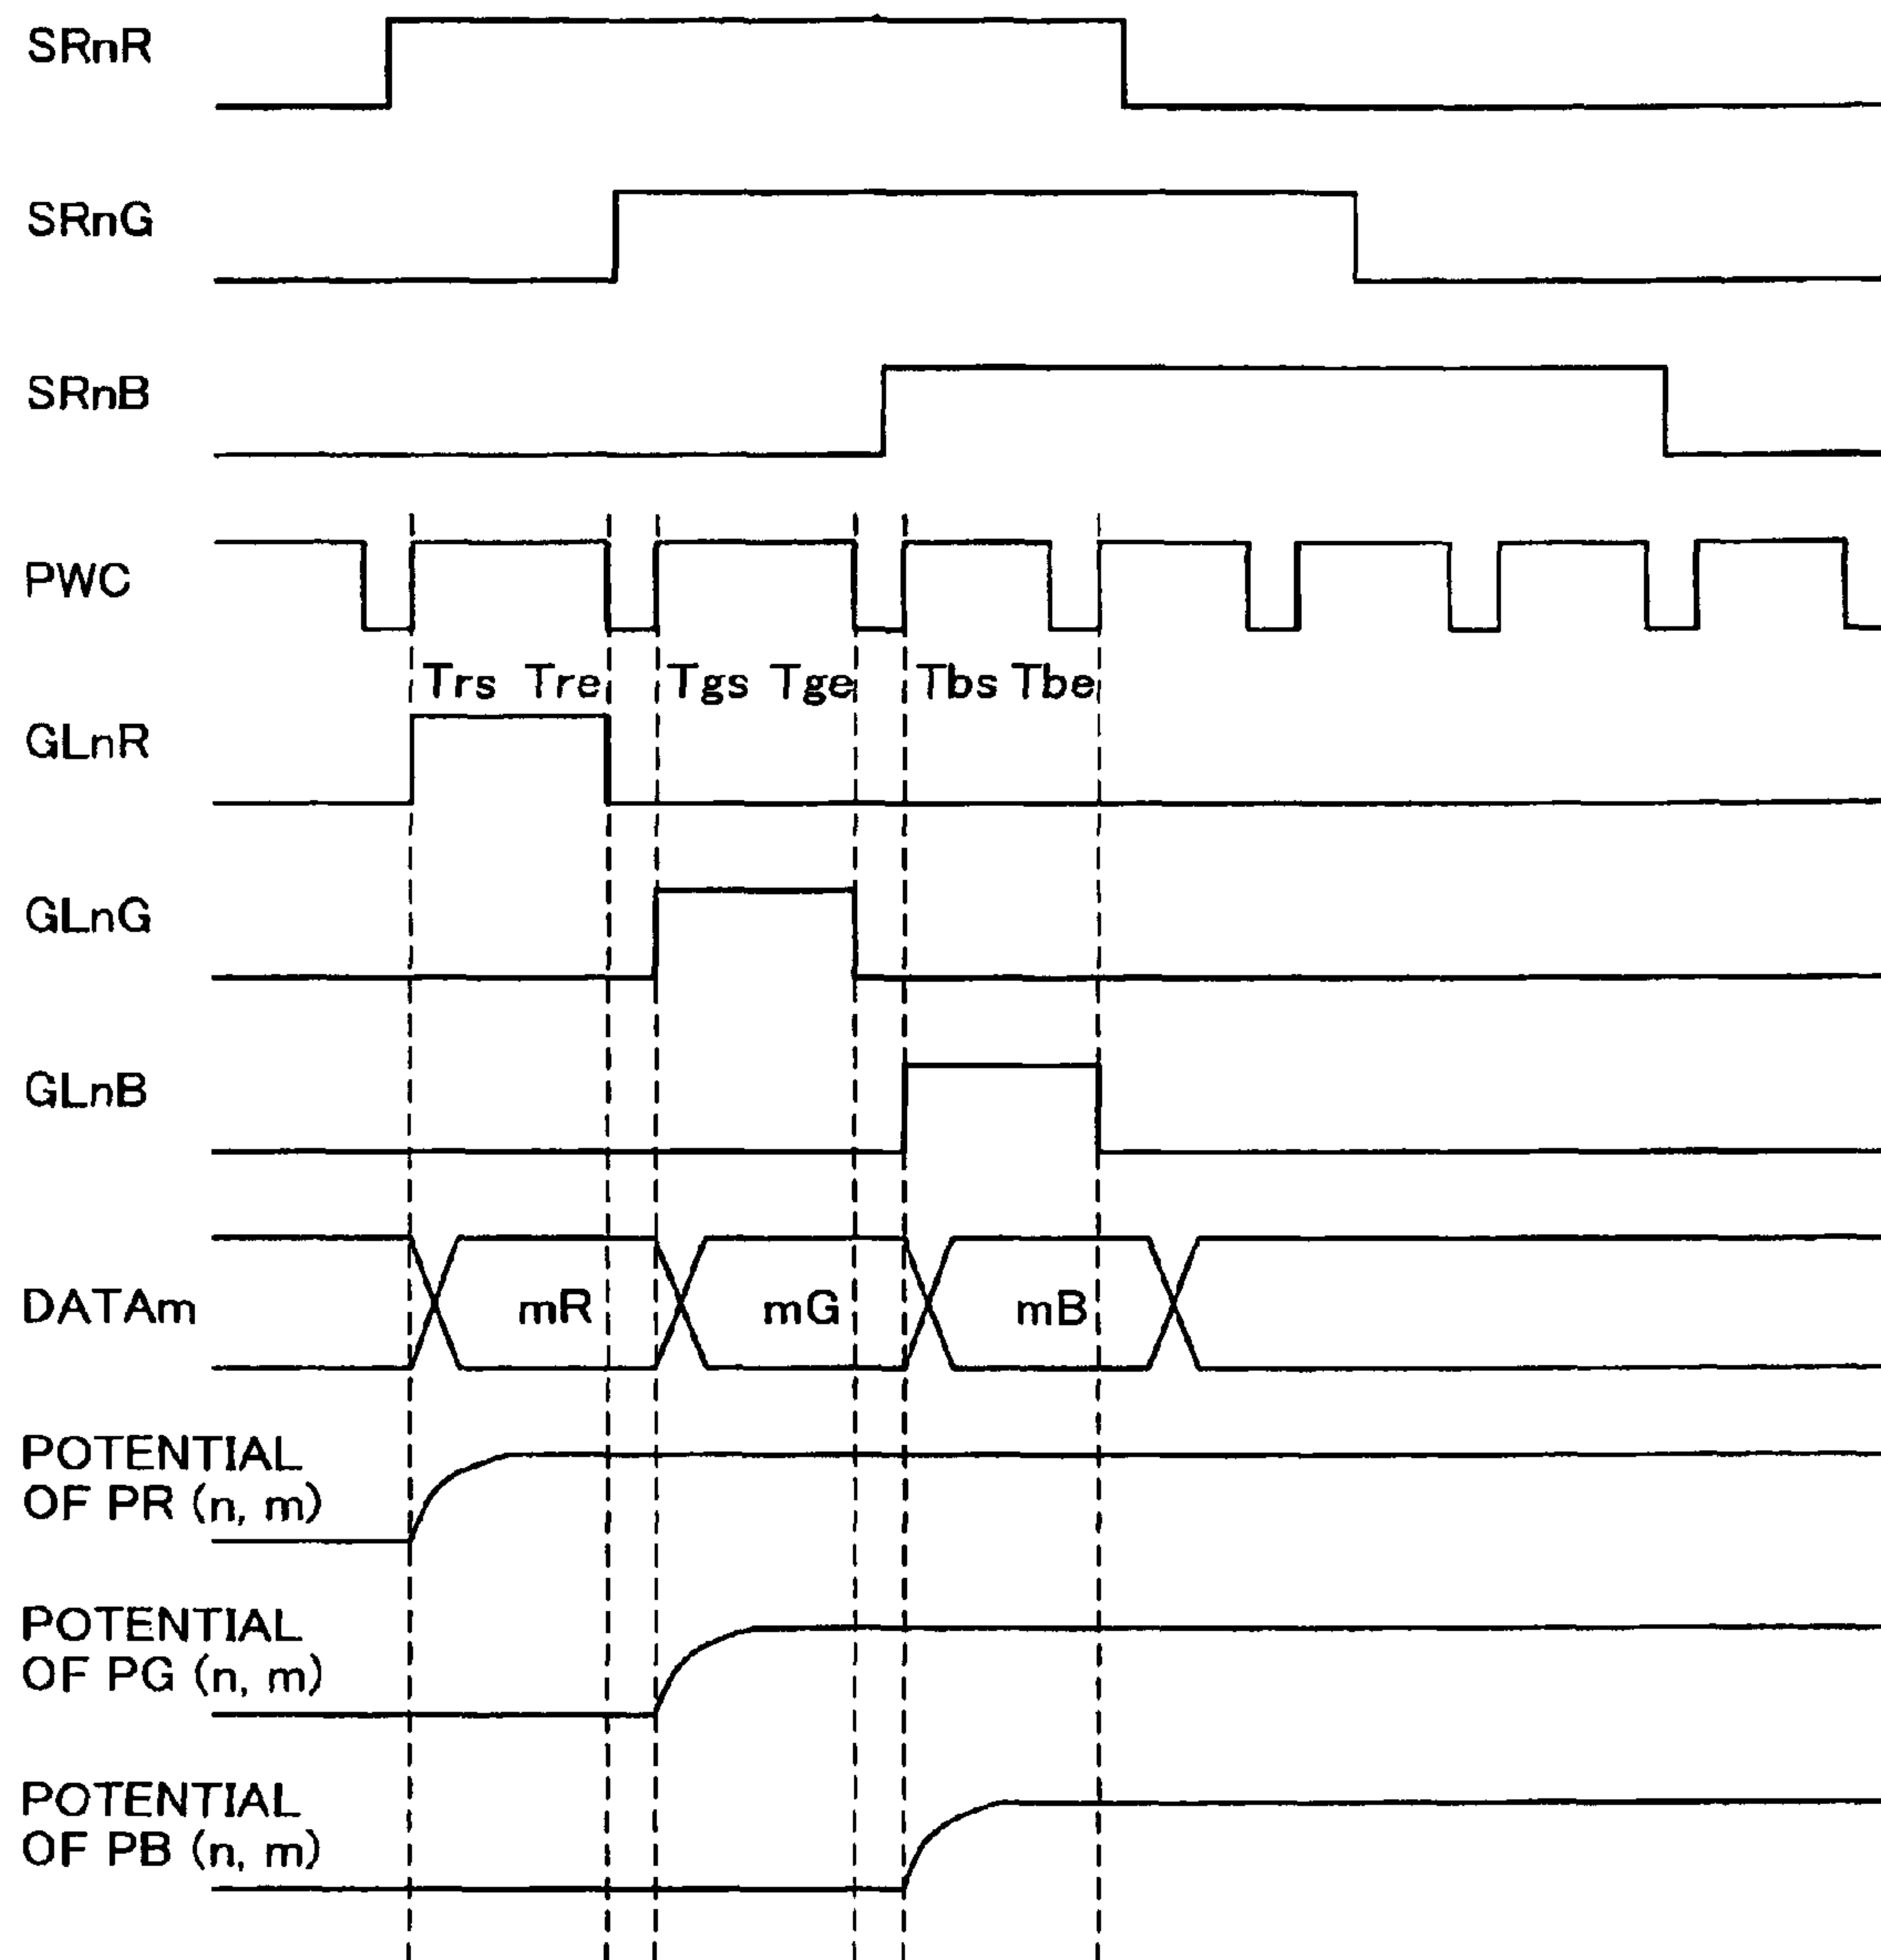 SRnR
SRnG
SRnB
PWC
Trs Tre Tgs Tge Tbs Tbe
GLnR
GLnG
GLnB
DATAm mR mG mB
POTENTIAL
OF PR (n, m)
POTENTIAL
OF PG (n, m)
POTENTIAL
OF PB (n, m)